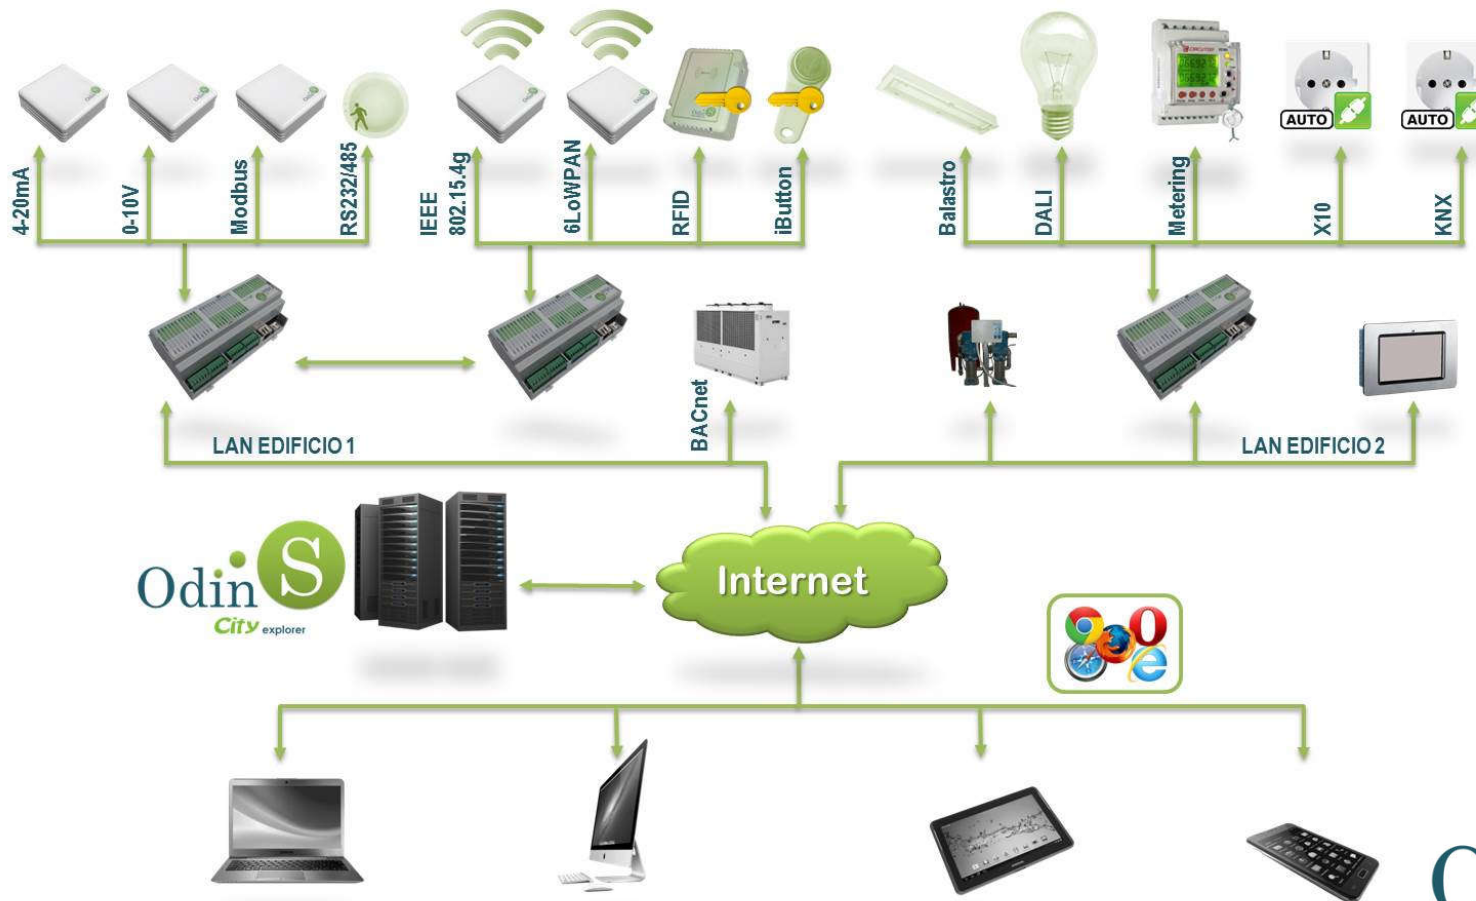 4-20mA
0-10V
Modbus
RS232/485
IEEE
802.15.4g
6LoWPAN
RFID
iButton
Balastro
DALI
Metering
X10
KNX
AUTO
AUTO
BACnet
LAN EDIFICIO 1
LAN EDIFICIO 2
OdinS
City explorer
Internet